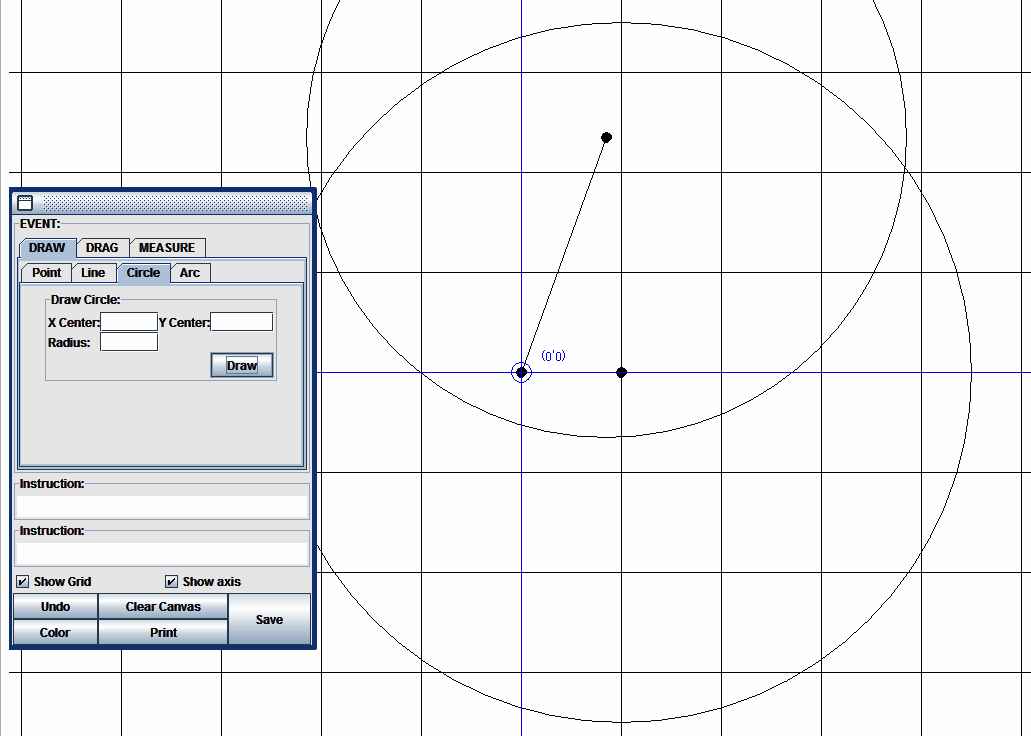 EVENT:
DRAW DRAG MEASURE
Point Line Circle Arc
Draw Circle:
X Center: Y Center:
Radius:
Draw
(0'0)
Instruction:
Instruction:
Show Grid Show axis
Undo Clear Canvas Save
Color Print